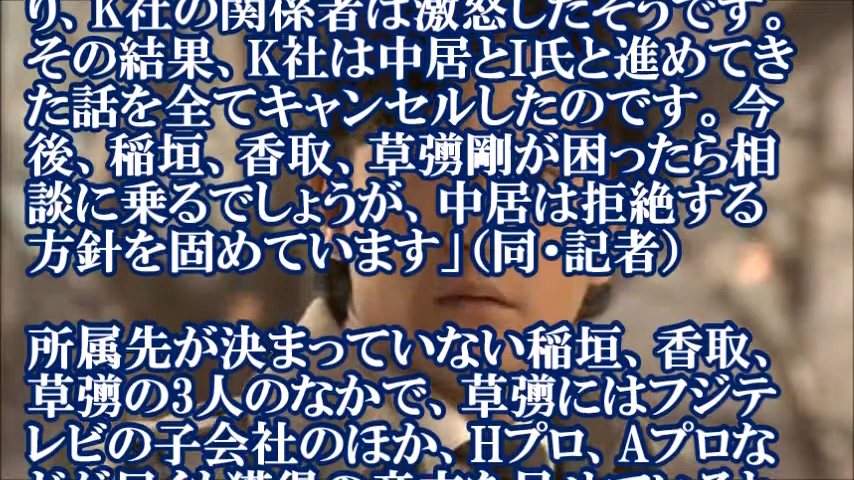 り、K社の関係者は激怒したそうです。
その結果、K社は中居とI氏と進めてき
た話を全てキャンセルしたのです。今
後、稲垣、香取、草彅剛が困ったら相
談に乗るでしょうが、中居は拒絶する
方針を固めています」（同・記者）
所属先が決まっていない稲垣、香取、
草彅の3人のなかで、草彅にはフジテ
レビの子会社のほか、Hプロ、Aプロな